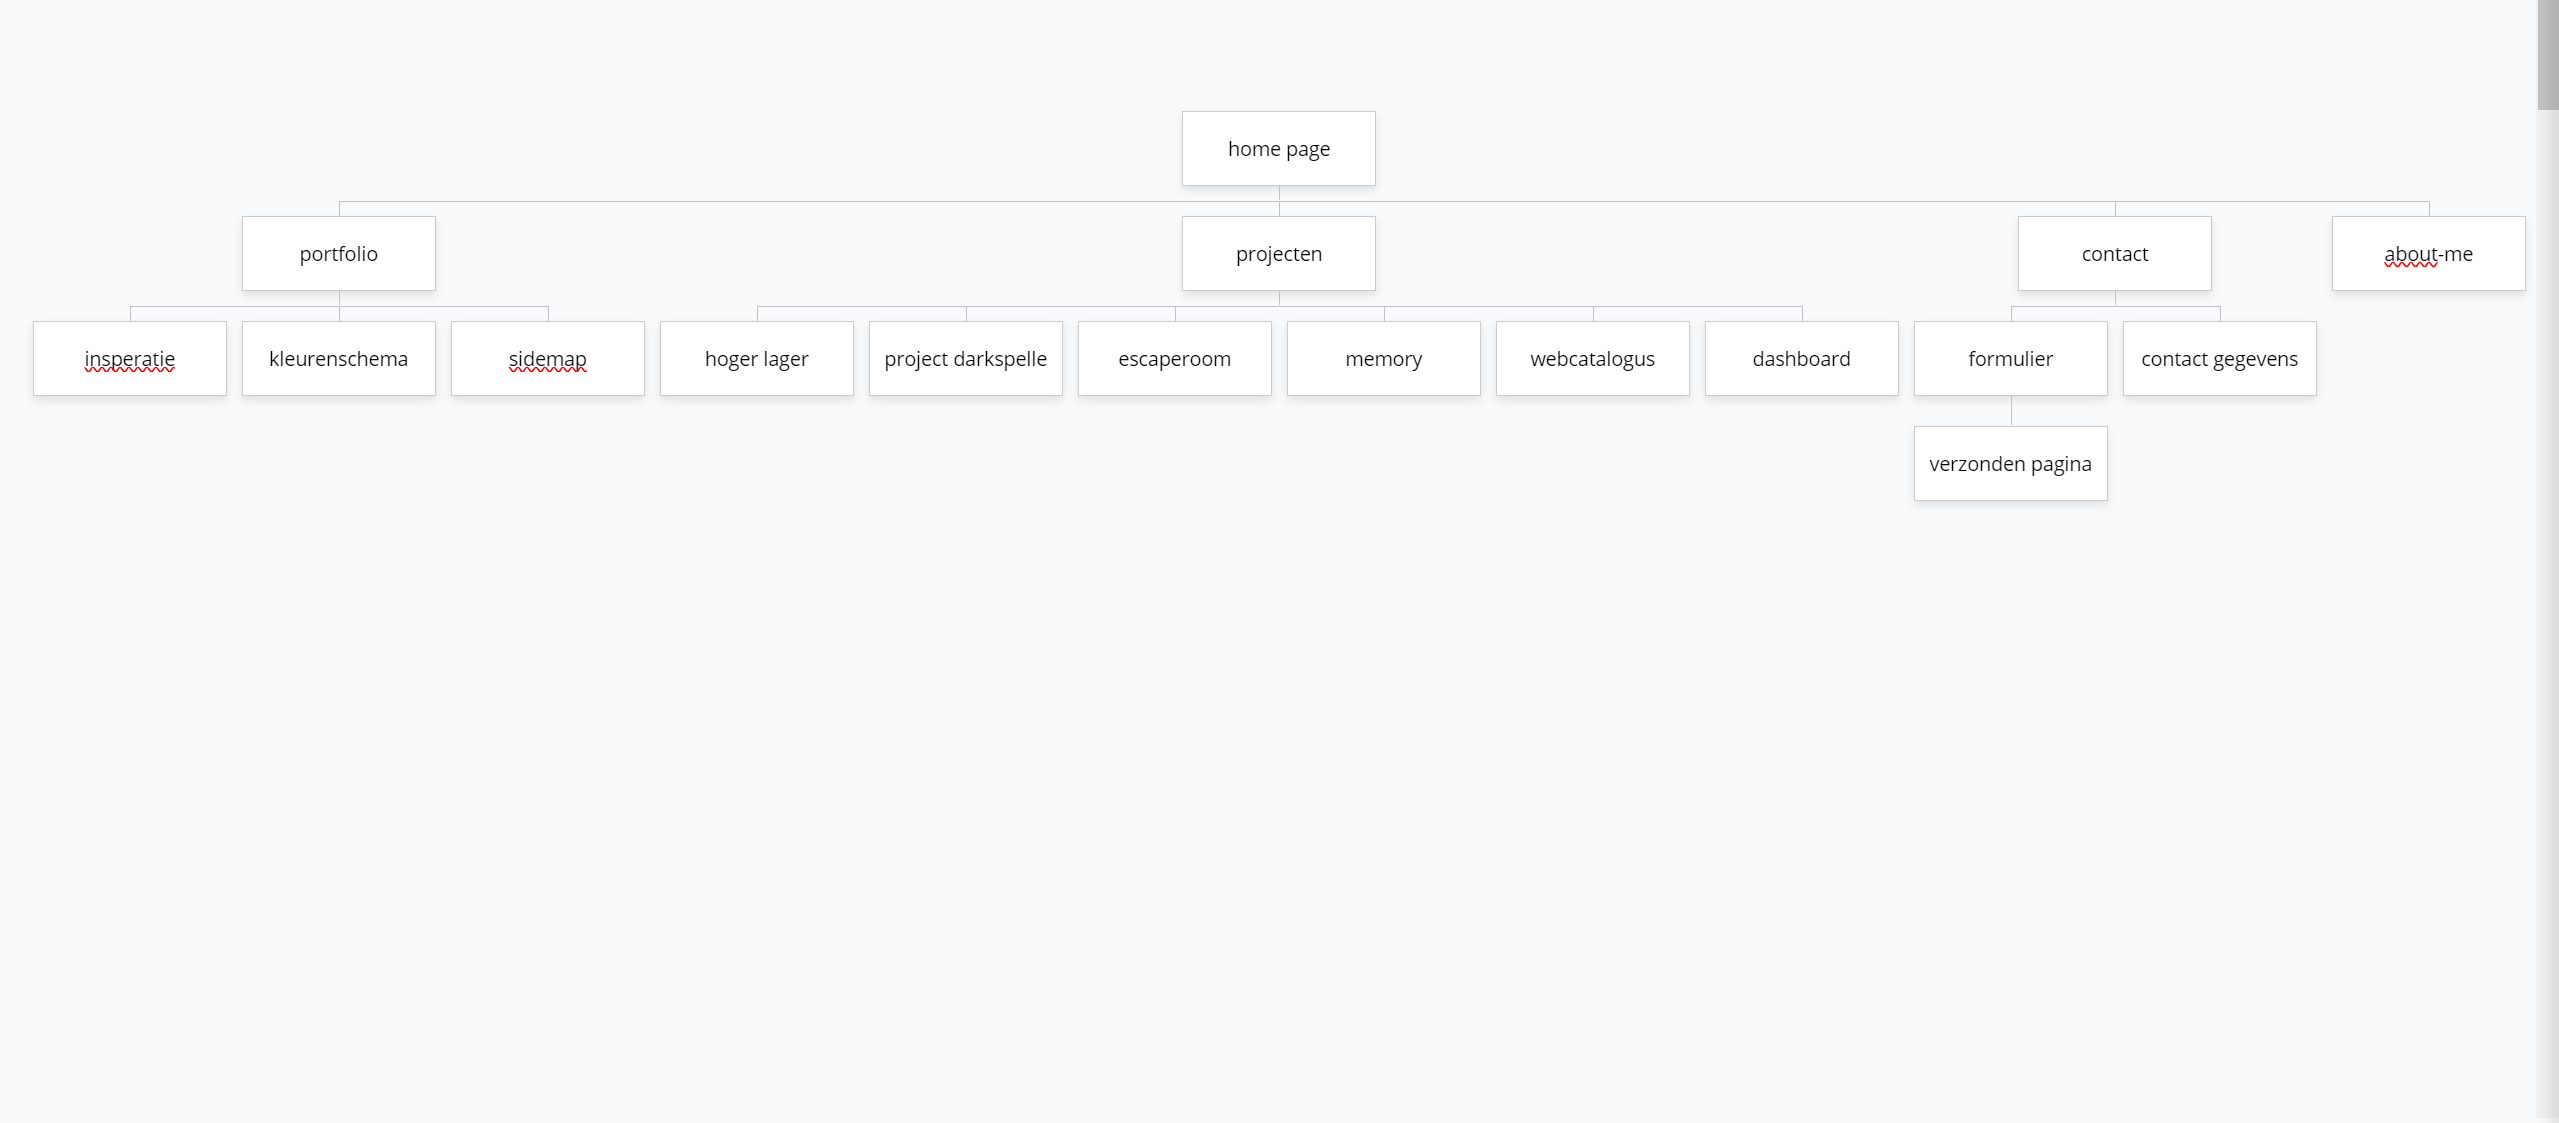 home page
portfolio
projecten
contact
about-me
insperatie
kleurenschema
sidemap
hoger lager
project darkspelle
escaperoom
memory
webcatalogus
dashboard
formulier
contact gegevens
verzonden pagina